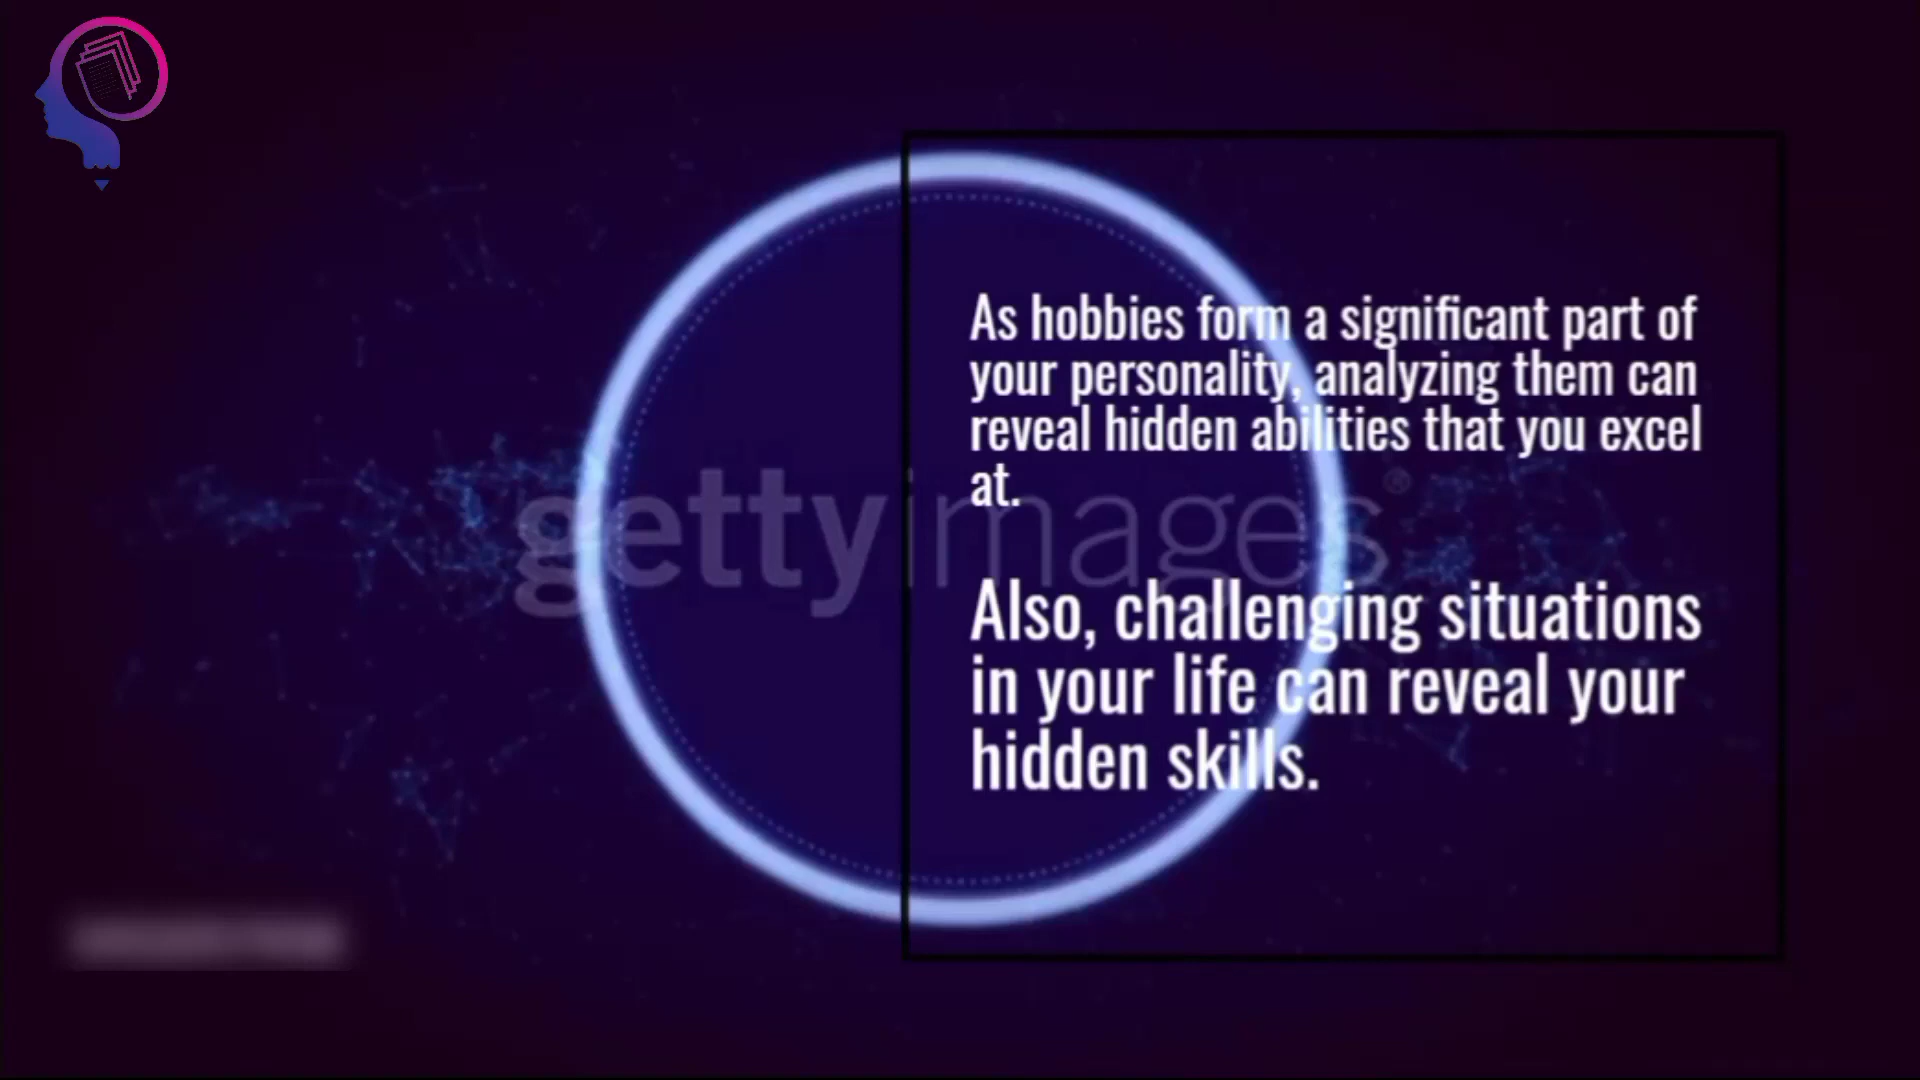 As hobbies form a significant part of
your personality, analyzing them can
reveal hidden abilities that you excel
at.
gettyimages®
Also, challenging situations
in your life can reveal your
hidden skills.